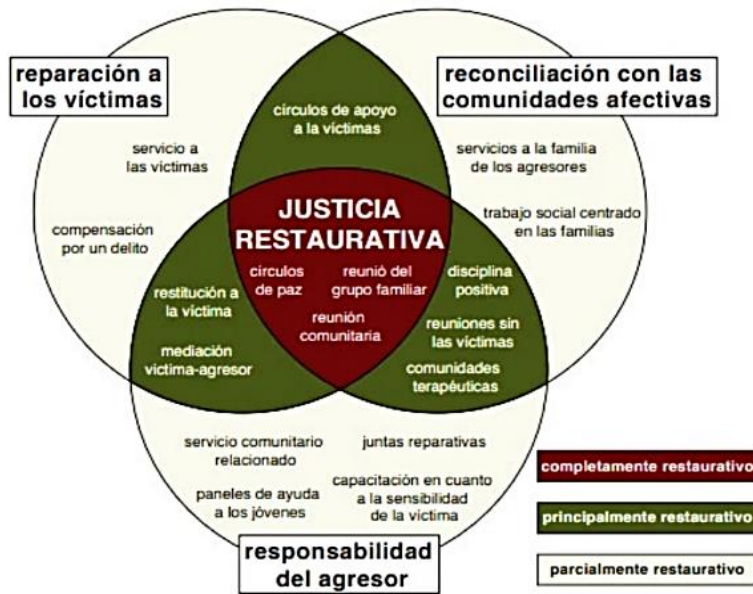 reparación a
los víctimas
reconciliación con las
comunidades afectivas
círculos de apoyo
a la víctimas
servicio a
las víctimas
servicios a la familia
de los agresores
compensación
por un delito
trabajo social centrado
en las familias
JUSTICIA
RESTAURATIVA
círculos
de paz
reunió del
grupo familiar
reunión
comunitaria
restitución a
la víctima
mediación
víctima-agresor
disciplina
positiva
reuniones sin
las víctimas
comunidades
terapéuticas
servicio comunitario
relacionado
juntas reparativas
paneles de ayuda
a los jóvenes
capacitación en cuanto
a la sensibilidad
de la víctima
responsabilidad
del agresor
completamente restaurativo
principalmente restaurativo
parcialmente restaurativo